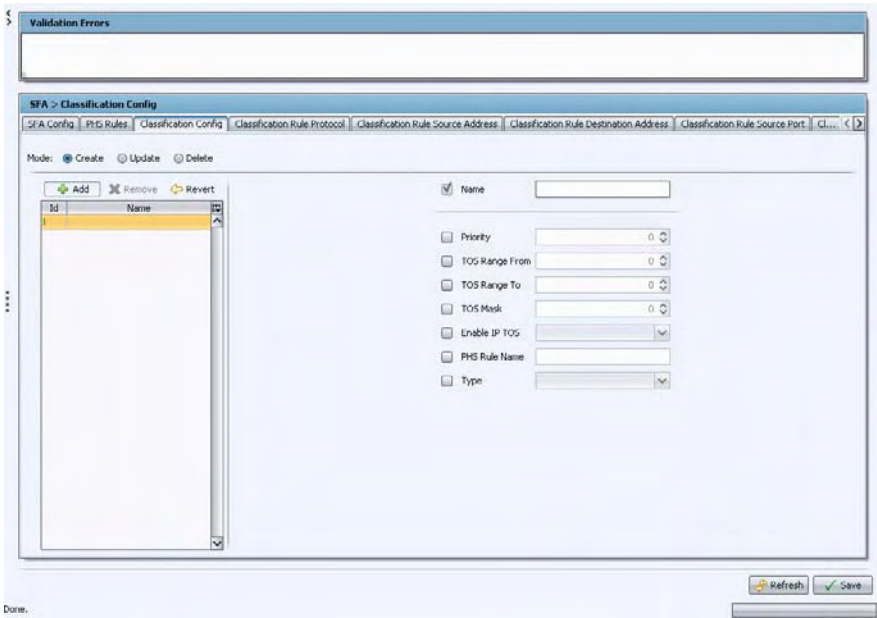 Validation Errors
SFA > Classification Config
SFA Config PHS Rules Classification Config Classification Rule Protocol Classification Rule Source Address Classification Rule Destination Address Classification Rule Source Port Cl...
Mode: Create Update Delete
Add Remove Revert
Id Name
1
Name
Priority 0
TOS Range From 0
TOS Range To 0
TOS Mask 0
Enable IP TOS
PHS Rule Name
Type
Refresh Save
Done.